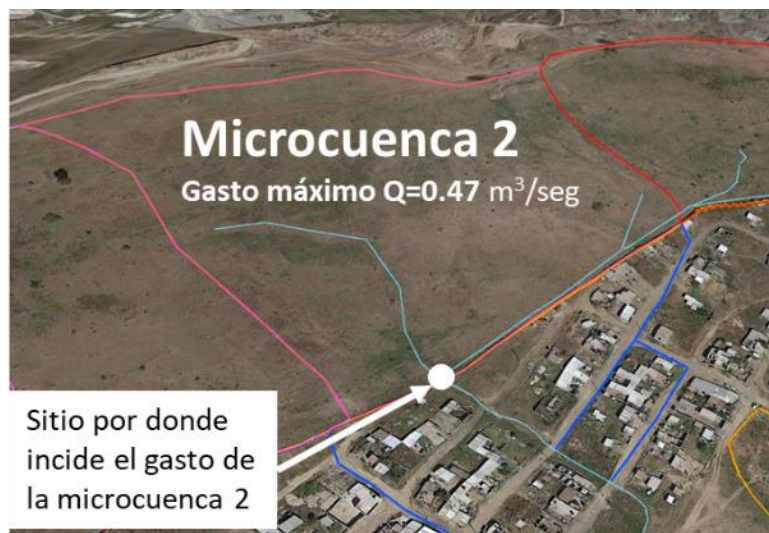 Microcuenca 2
Gasto máximo Q=0.47 m³/seg
Sitio por donde
incide el gasto de
la microcuenca 2